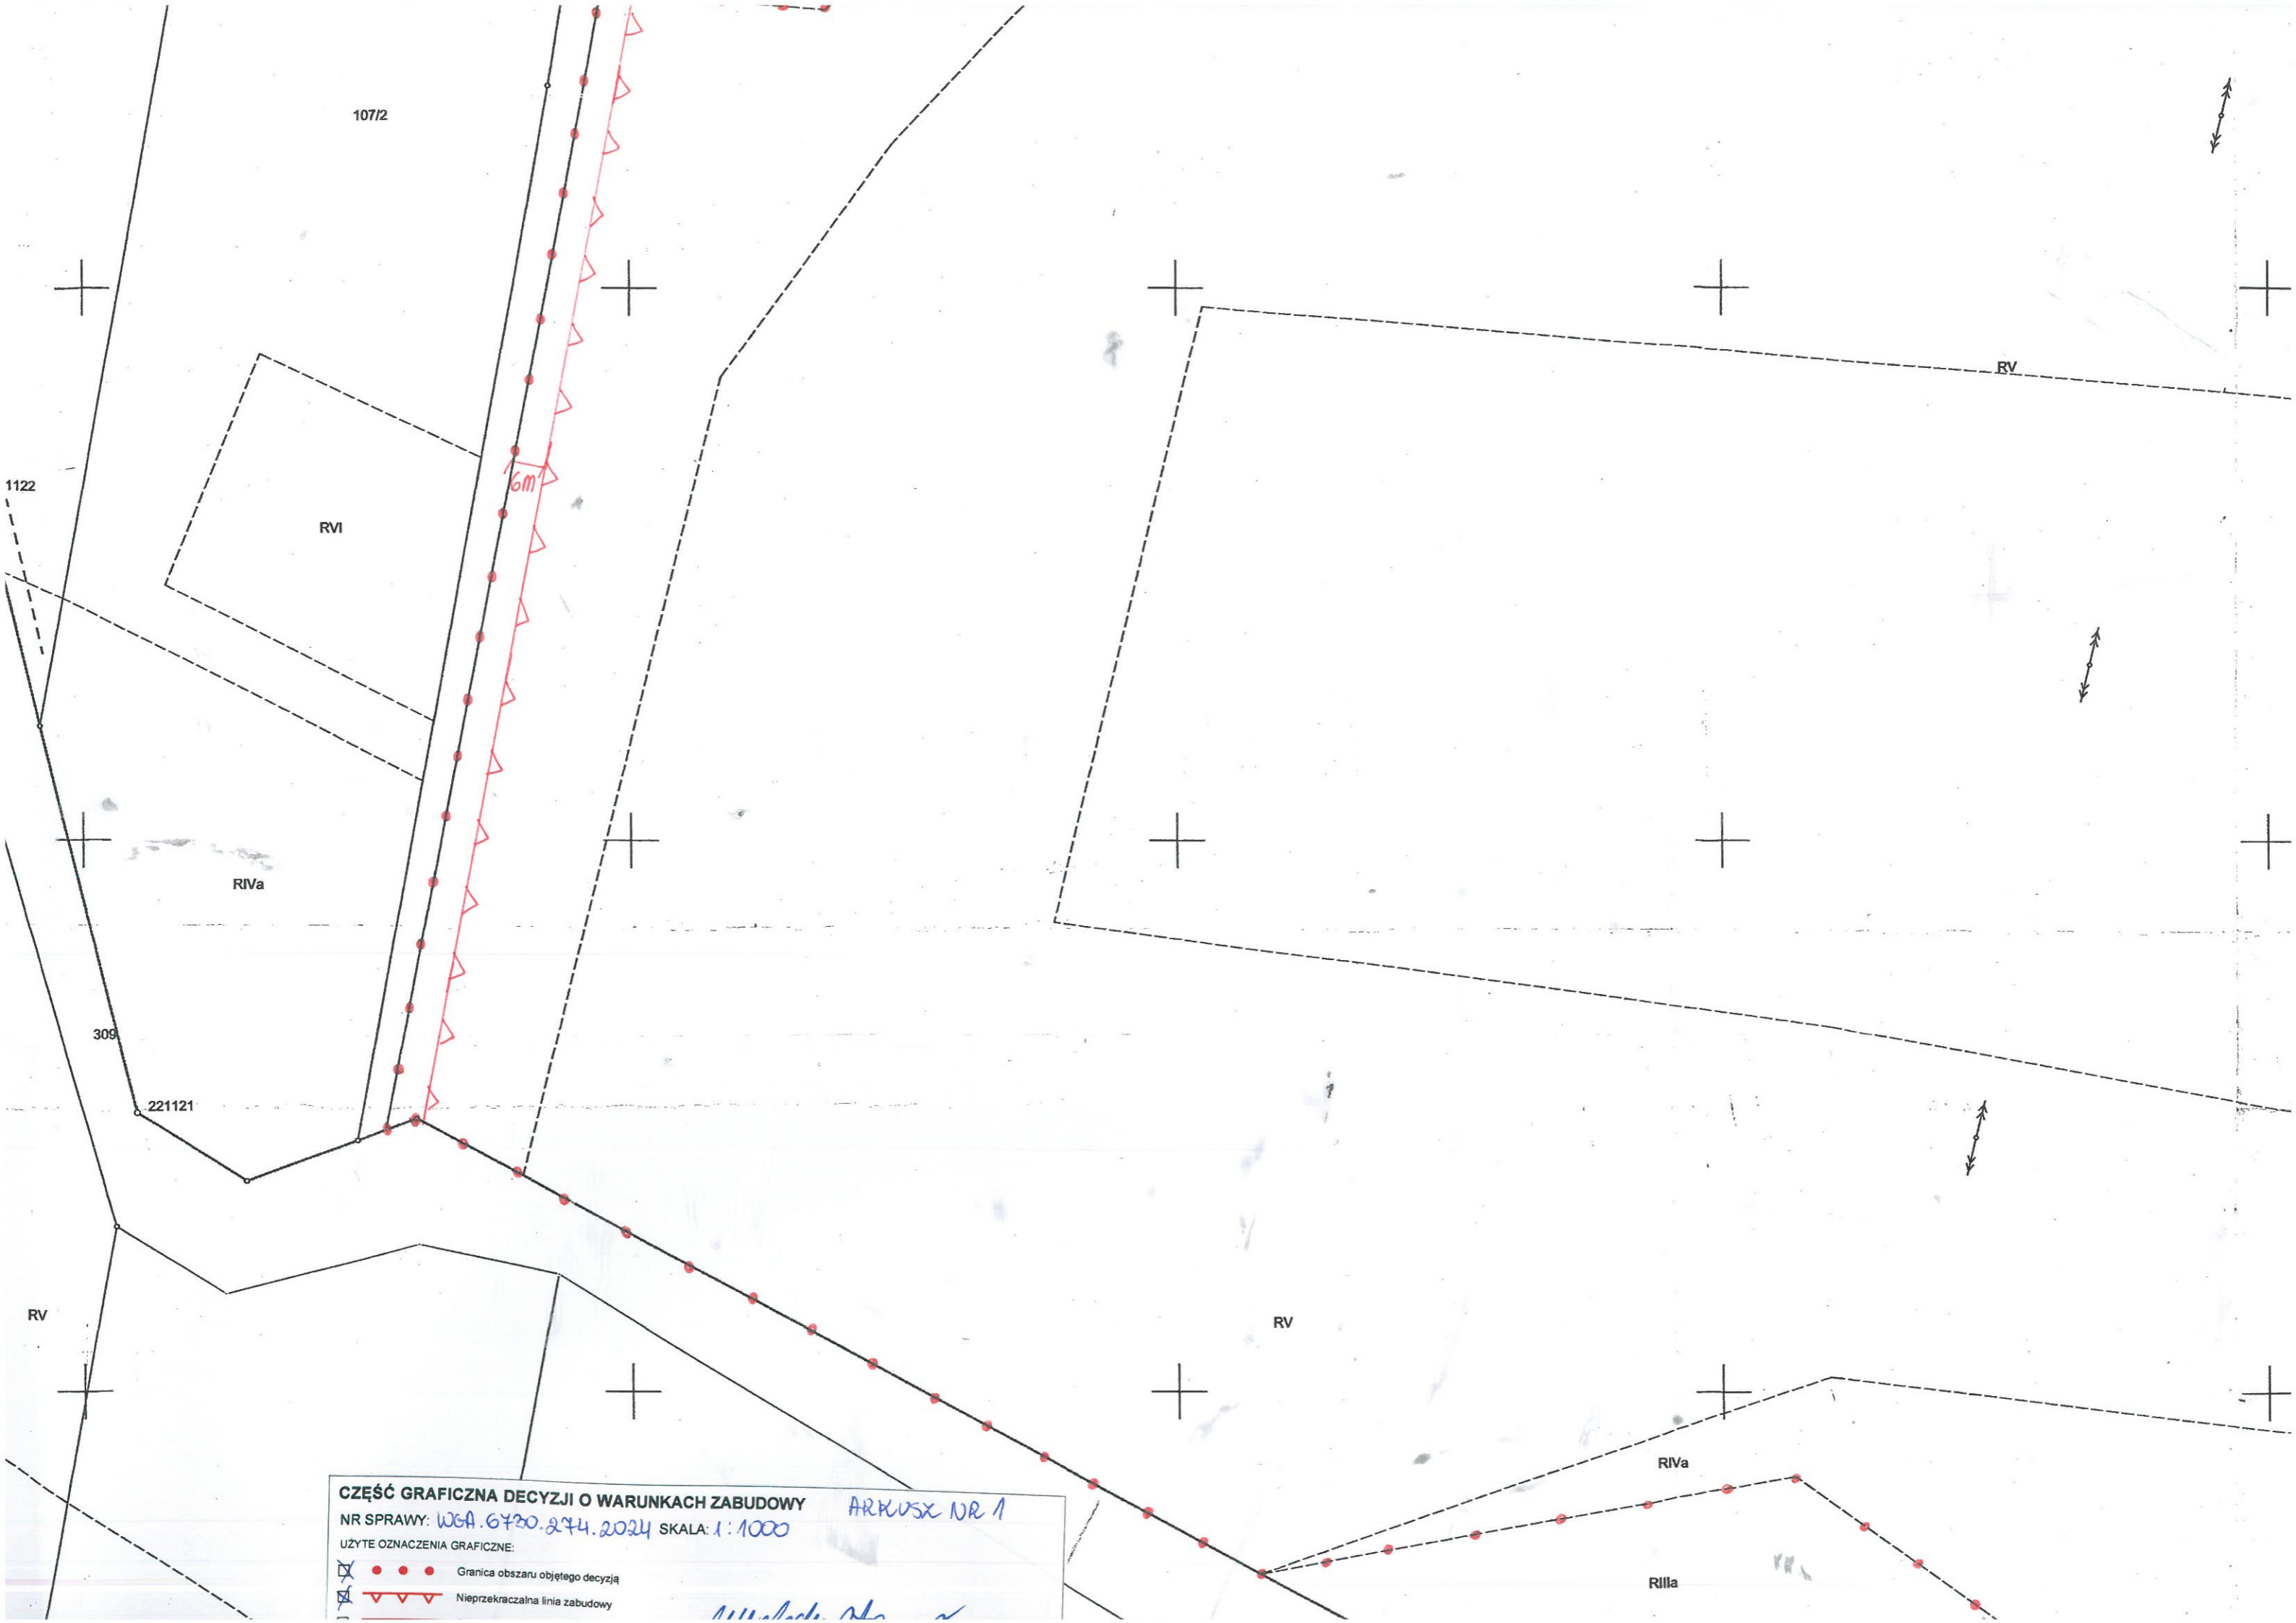 107/2
RV
1122
6m
RVI
RIVa
309
221121
RV
RV
RIVa
RIIIa
CZĘŚĆ GRAFICZNA DECYZJI O WARUNKACH ZABUDOWY ARKUSZ NR 1
NR SPRAWY: WGA.6730.274.2024 SKALA: 1:1000
UŻYTE OZNACZENIA GRAFICZNE:
Granica obszaru objętego decyzją
Nieprzekraczalna linia zabudowy